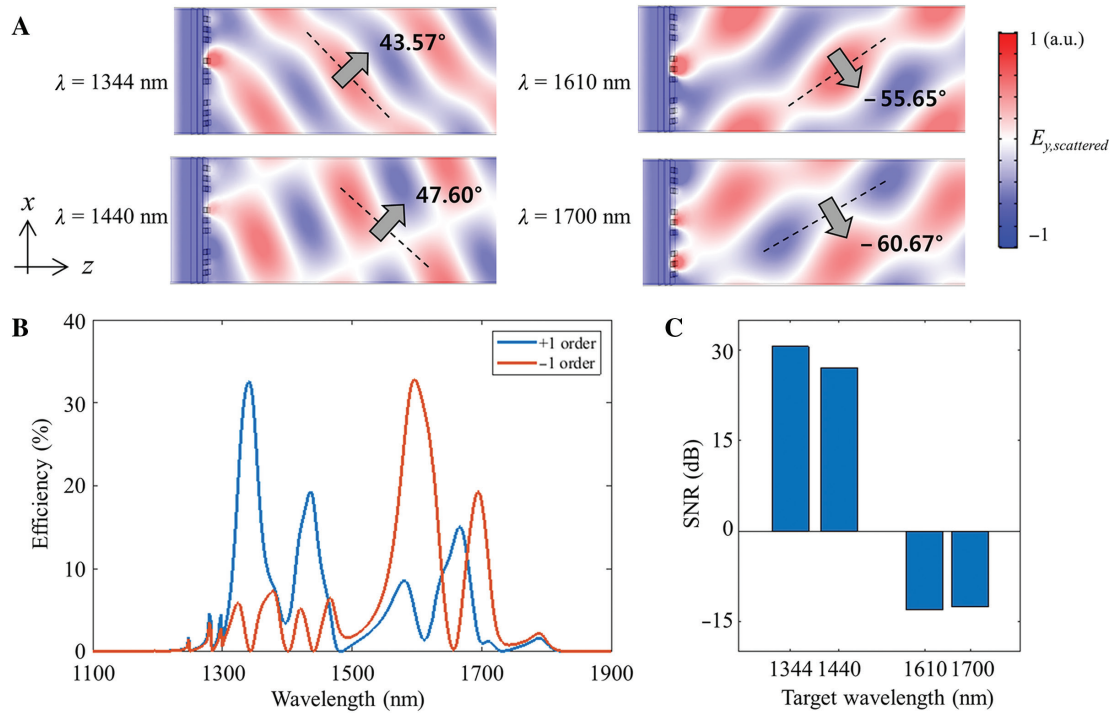 A
λ = 1344 nm
43.57°
λ = 1610 nm
− 55.65°
1 (a.u.)
E_y,scattered
−1
λ = 1440 nm
47.60°
λ = 1700 nm
− 60.67°
x
z
B
40
30
20
10
0
Efficiency (%)
+1 order
−1 order
1100 1300 1500 1700 1900
Wavelength (nm)
C
30
15
0
−15
SNR (dB)
1344 1440 1610 1700
Target wavelength (nm)